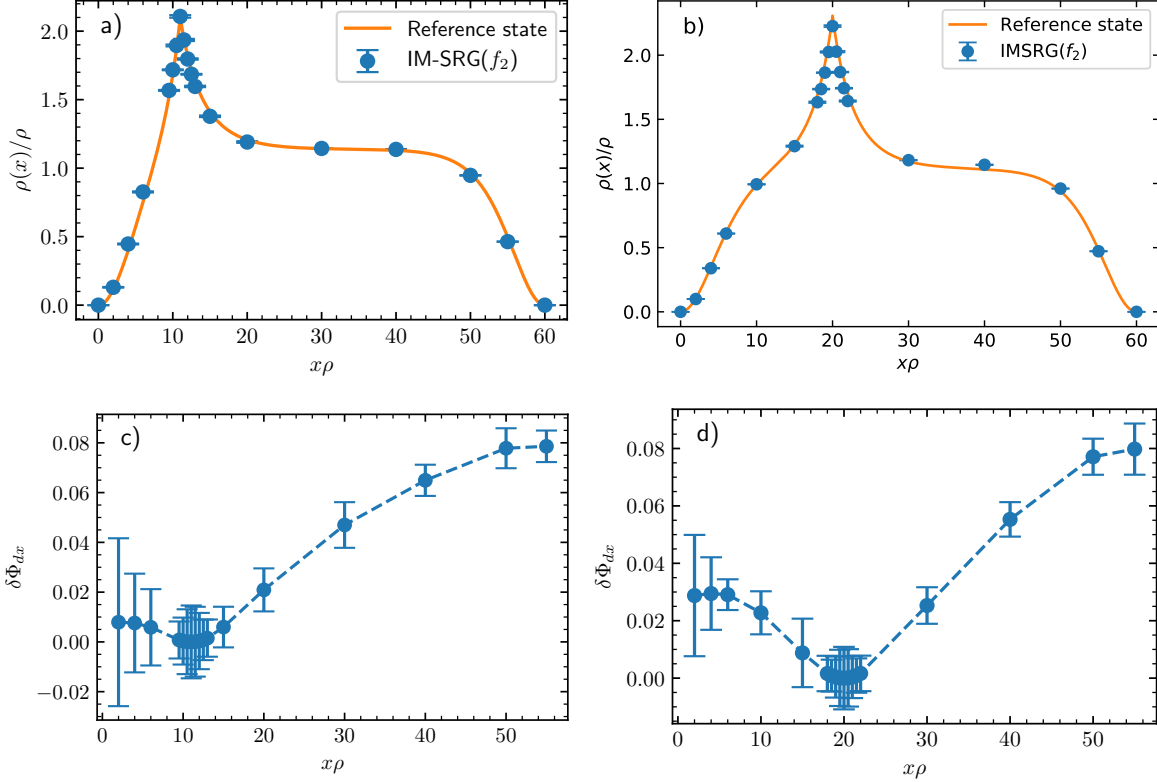 a)
Reference state
IM-SRG(f₂)
ρ(x)/ρ
2.0
1.5
1.0
0.5
0.0
0 10 20 30 40 50 60
xρ
b)
Reference state
IMSRG(f₂)
ρ(x)/ρ
2.0
1.5
1.0
0.5
0.0
0 10 20 30 40 50 60
xρ
c)
δΦ_{dx}
0.08
0.06
0.04
0.02
0.00
−0.02
0 10 20 30 40 50
xρ
d)
δΦ_{dx}
0.08
0.06
0.04
0.02
0.00
0 10 20 30 40 50
xρ